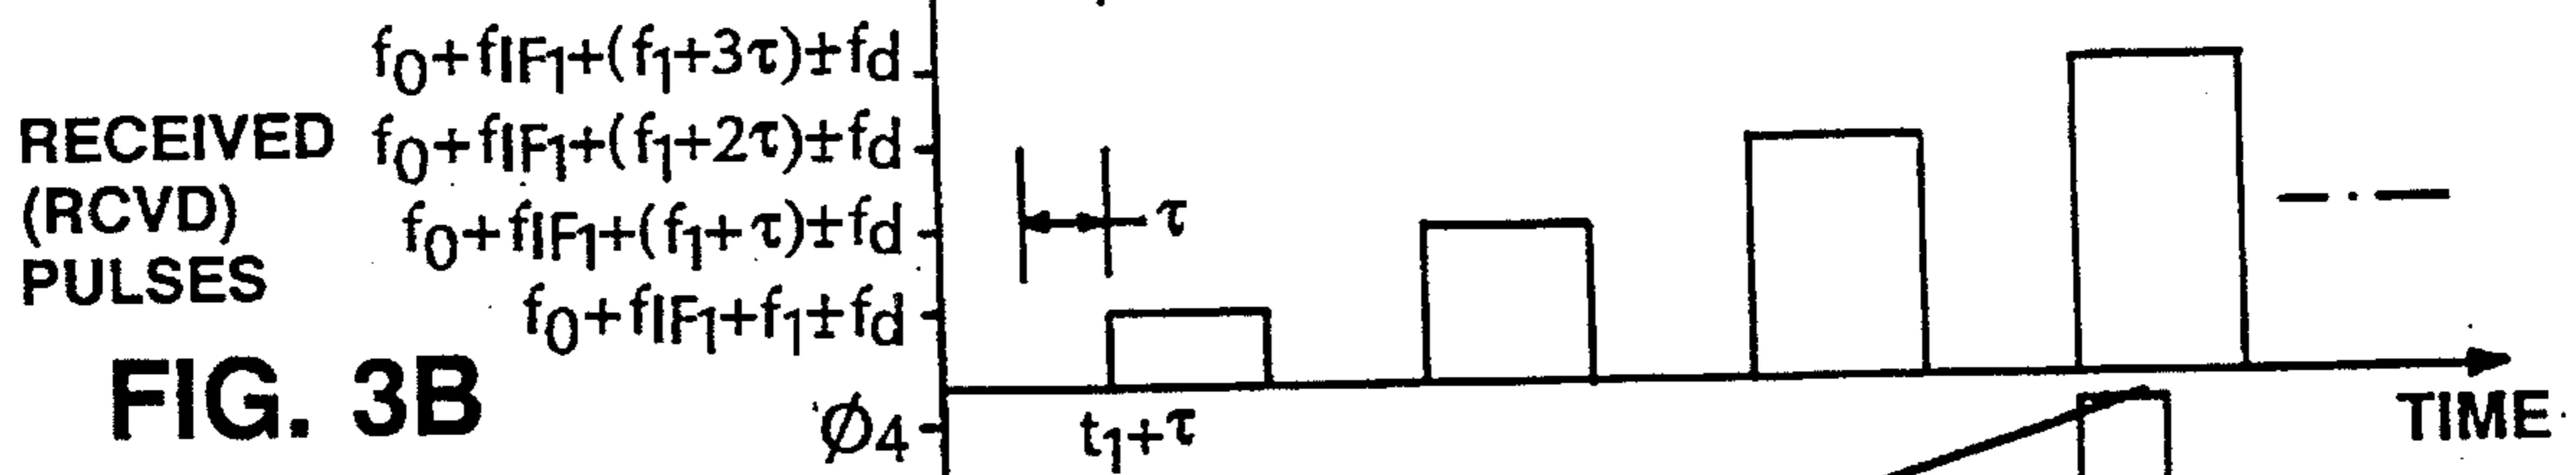 f0+fIF1+(f1+3τ)±fd
RECEIVED
(RCVD)
PULSES
f0+fIF1+(f1+2τ)±fd
f0+fIF1+(f1+τ)±fd
f0+fIF1+f1±fd
τ
FIG. 3B
Ø4
t1+τ
TIME